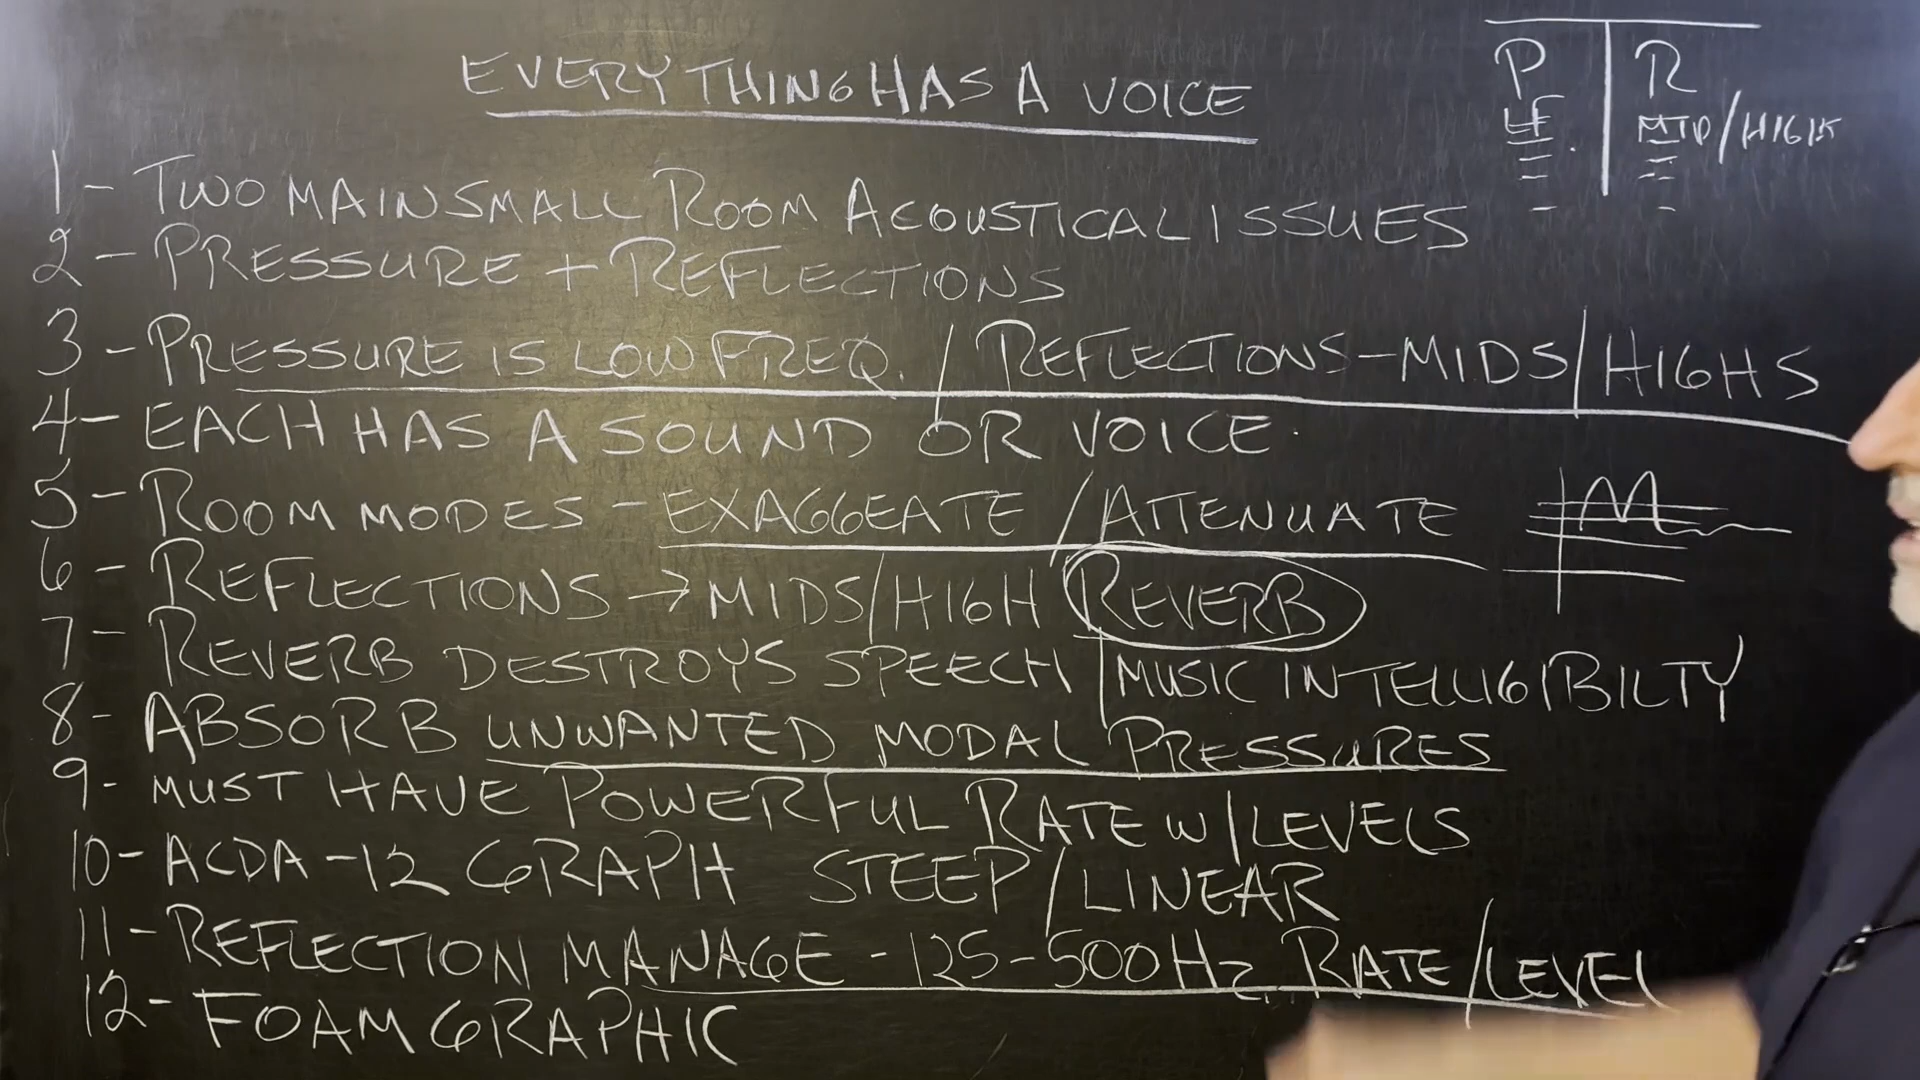 EVERYTHING HAS A VOICE
P | R
LF MID/HIGH
1 - TWO MAIN SMALL ROOM ACOUSTICAL ISSUES
2 - PRESSURE + REFLECTIONS
3 - PRESSURE IS LOW FREQ. / REFLECTIONS - MIDS/HIGHS
4 - EACH HAS A SOUND OR VOICE.
5 - ROOM MODES - EXAGGEATE / ATTENUATE
6 - REFLECTIONS → MIDS/HIGH REVERB
7 - REVERB DESTROYS SPEECH | MUSIC INTELLIGIBILTY
8 - ABSORB UNWANTED MODAL PRESSURES
9 - MUST HAVE POWERFUL RATE W/LEVELS
10 - ACDA-12 GRAPH STEEP/LINEAR
11 - REFLECTION MANAGE - 125-500Hz, RATE/LEVEL
12 - FOAM GRAPHIC